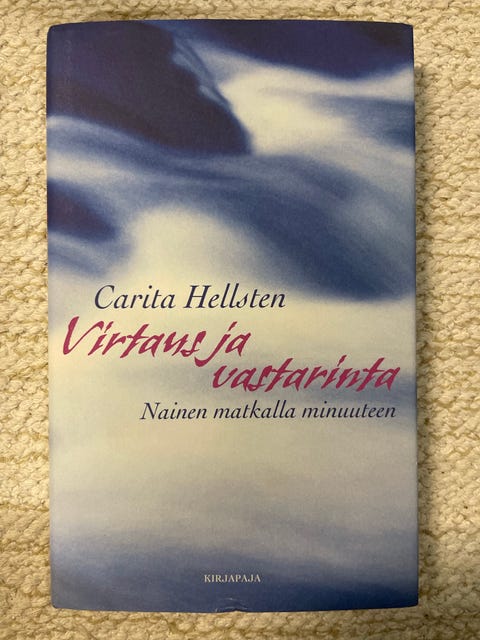 Carita Hellsten
Virtaus ja
vastarinta
Nainen matkalla minuuteen
KIRJAPAJA